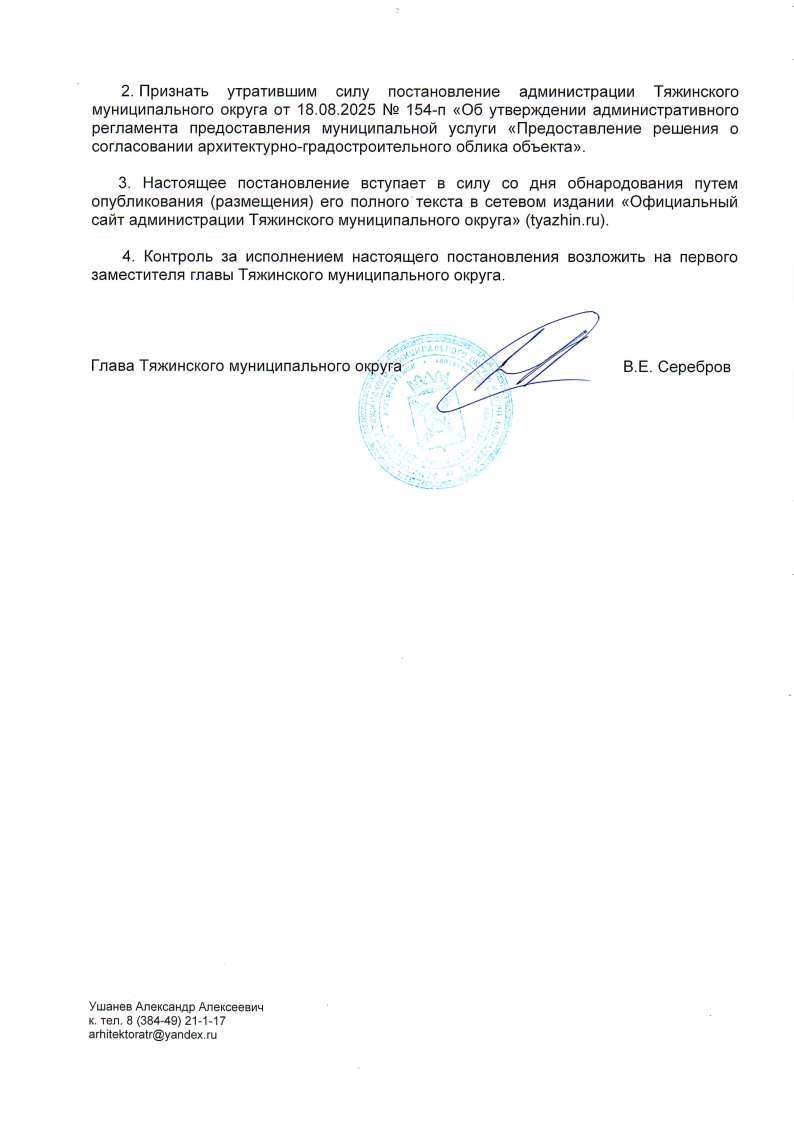 2. Признать утратившим силу постановление администрации Тяжинского
муниципального округа от 18.08.2025 № 154-п «Об утверждении административного
регламента предоставления муниципальной услуги «Предоставление решения о
согласовании архитектурно-градостроительного облика объекта».
3. Настоящее постановление вступает в силу со дня обнародования путем
опубликования (размещения) его полного текста в сетевом издании «Официальный
сайт администрации Тяжинского муниципального округа» (tyazhin.ru).
4. Контроль за исполнением настоящего постановления возложить на первого
заместителя главы Тяжинского муниципального округа.
Глава Тяжинского муниципального округа В.Е. Серебров
Ушанев Александр Алексеевич
к. тел. 8 (384-49) 21-1-17
arhitektoratr@yandex.ru